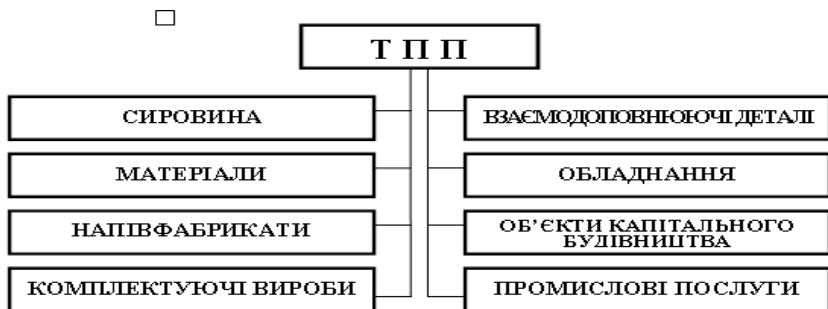 Т П П
СИРОВИНА
МАТЕРІАЛИ
НАПІВФАБРИКАТИ
КОМПЛЕКТУЮЧІ ВИРОБИ
ВЗАЄМОДОПОВНЮЮЧІ ДЕТАЛІ
ОБЛАДНАННЯ
ОБ’ЄКТИ КАПІТАЛЬНОГО
БУДІВНИЦТВА
ПРОМИСЛОВІ ПОСЛУГИ